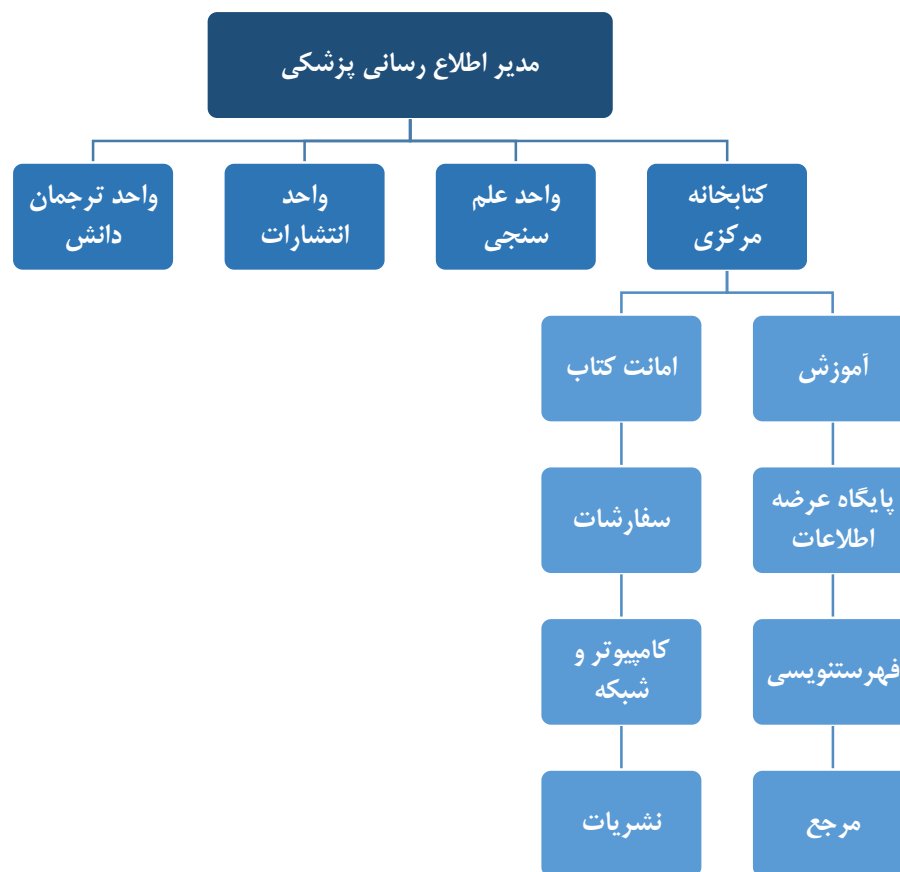 مدیر اطلاع رسانی پزشکی
کتابخانه
مرکزی
واحد علم
سنجی
واحد
انتشارات
واحد ترجمان
دانش
آموزش
امانت کتاب
پایگاه عرضه
اطلاعات
سفارشات
فهرستنویسی
کامپیوتر و
شبکه
مرجع
نشریات